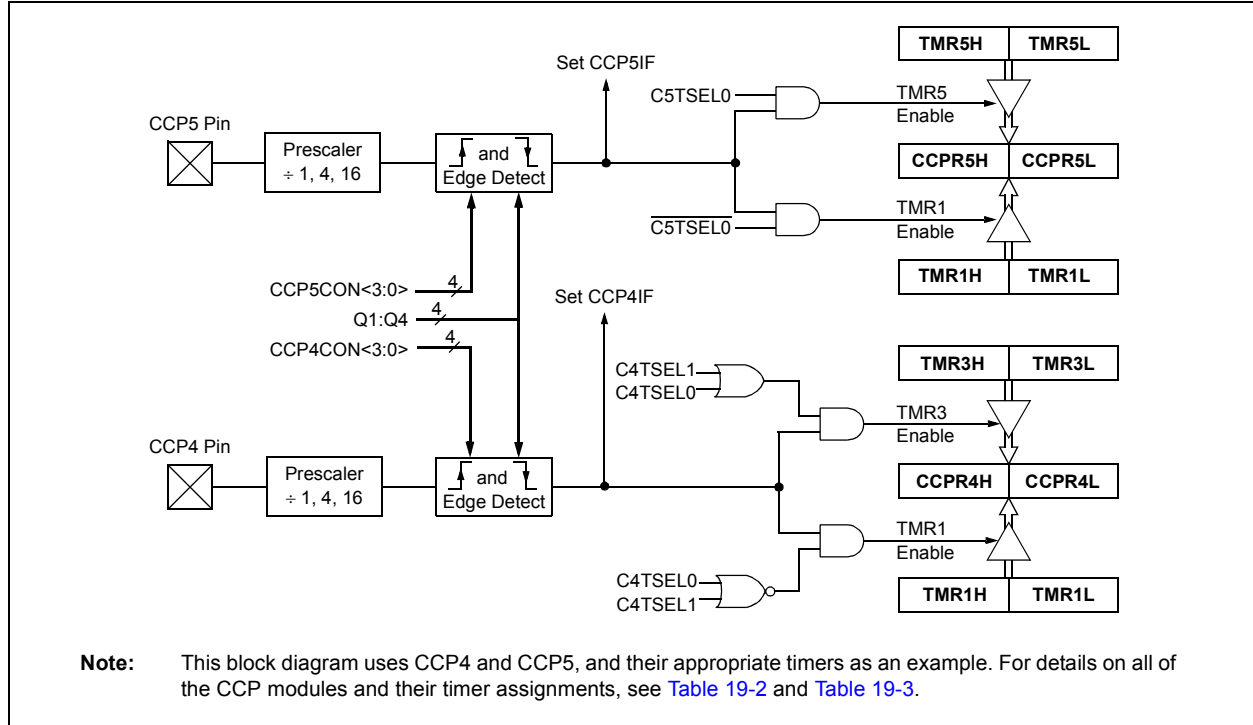 TMR5H TMR5L
Set CCP5IF
C5TSEL0
TMR5
Enable
CCP5 Pin
Prescaler
÷ 1, 4, 16
and
Edge Detect
CCPR5H CCPR5L
C5TSEL0
TMR1
Enable
TMR1H TMR1L
CCP5CON<3:0> 4
Q1:Q4 4
CCP4CON<3:0> 4
Set CCP4IF
TMR3H TMR3L
C4TSEL1
C4TSEL0
TMR3
Enable
CCP4 Pin
Prescaler
÷ 1, 4, 16
and
Edge Detect
CCPR4H CCPR4L
TMR1
Enable
C4TSEL0
C4TSEL1
TMR1H TMR1L
Note: This block diagram uses CCP4 and CCP5, and their appropriate timers as an example. For details on all of
the CCP modules and their timer assignments, see Table 19-2 and Table 19-3.